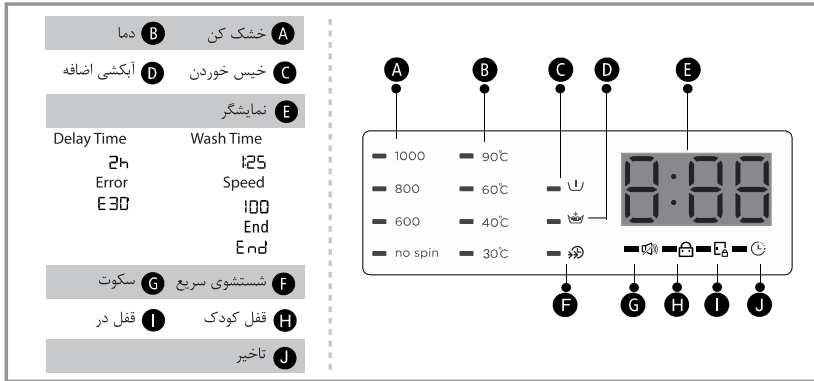 A خشک کن B دما
C خیس خوردن D آبکشی اضافه
E نمایشگر
Delay Time Wash Time
2h 1:25
Error Speed
E30 100
End
End
F شستشوی سریع G سکوت
H قفل کودک I قفل در
J تاخیر
A B C D E
1000 90°C
800 60°C
600 40°C
no spin 30°C
8:88
F G H I J